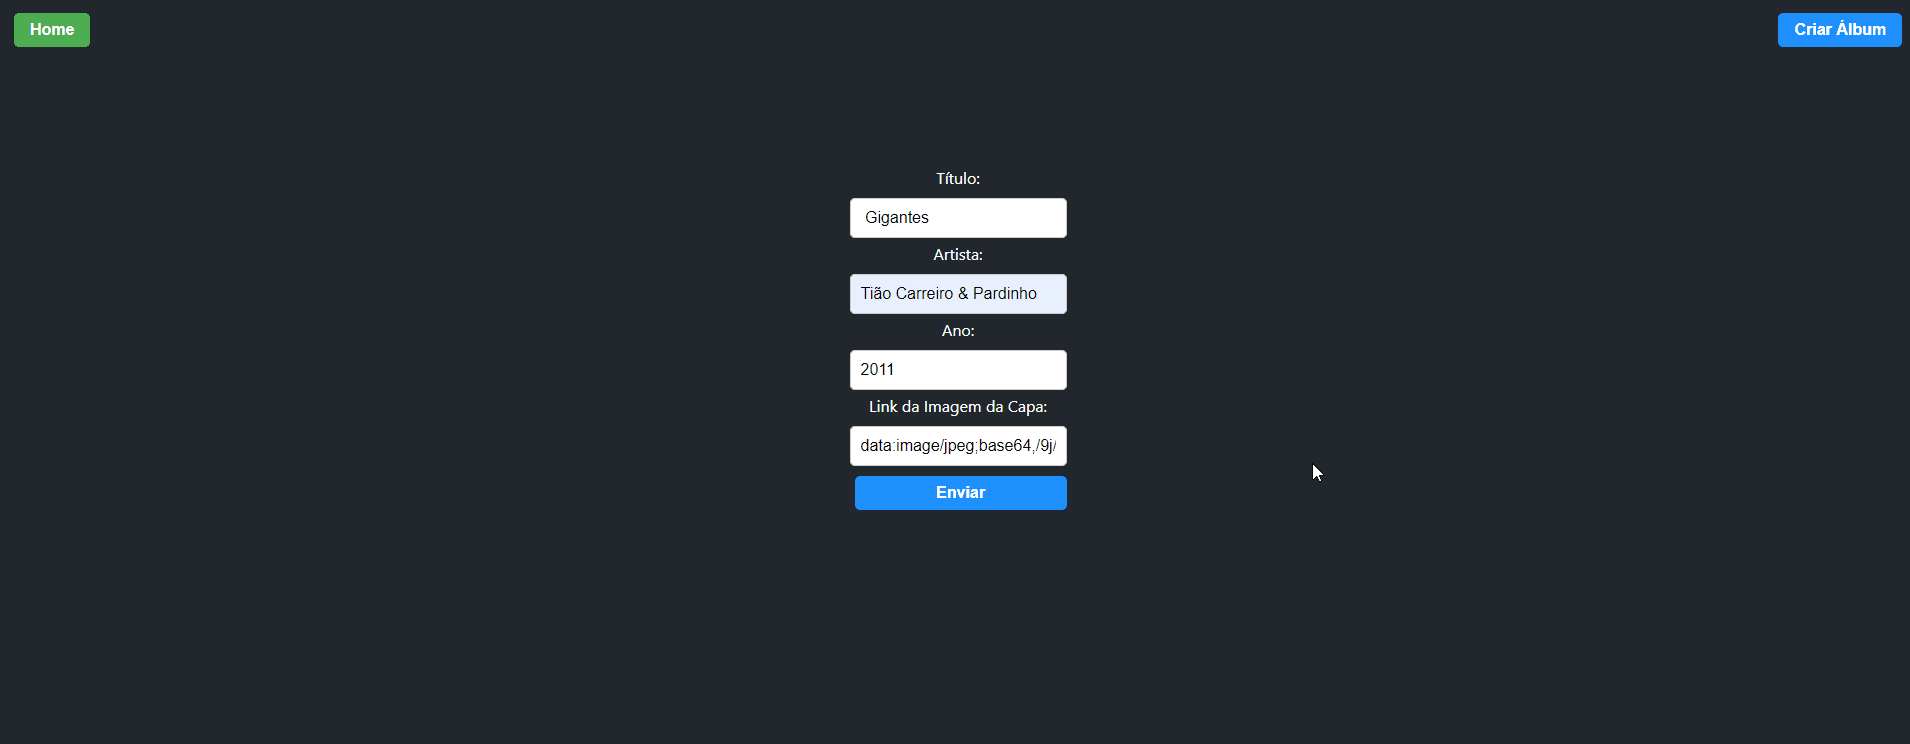 Home
Criar Álbum
Título:
Gigantes
Artista:
Tião Carreiro & Pardinho
Ano:
2011
Link da Imagem da Capa:
data:image/jpeg;base64,/9j/
Enviar